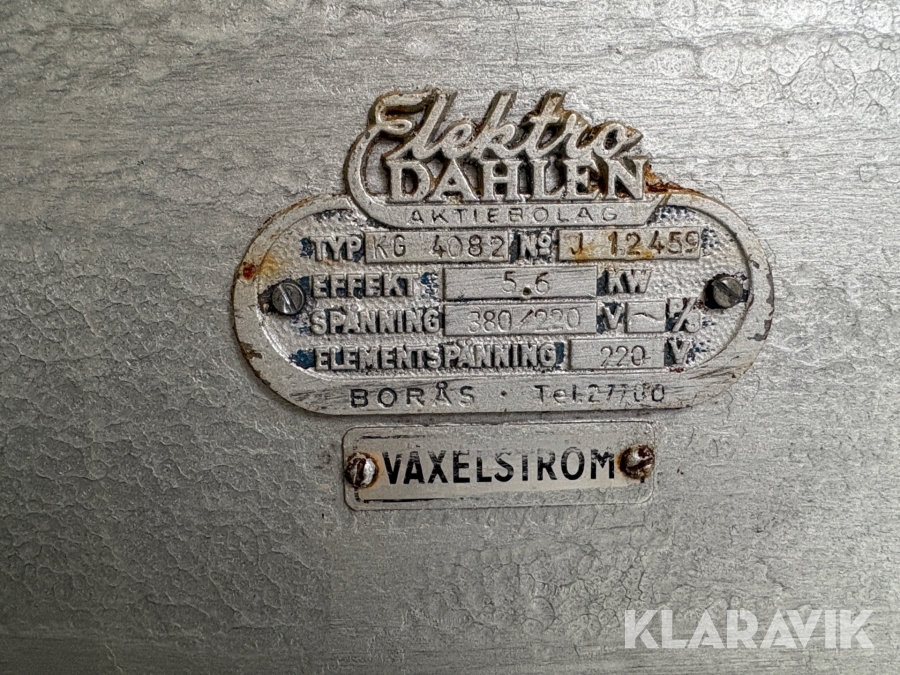 Elektro
DAHLEN
AKTIEBOLAG
TYP KG 4082 No J 12459
EFFEKT 5.6 KW
SPÄNNING 380/220 V ~
ELEMENTSPÄNNING 220 V
BORÅS · Tel. 27700
VÄXELSTRÖM
KLARAVIK